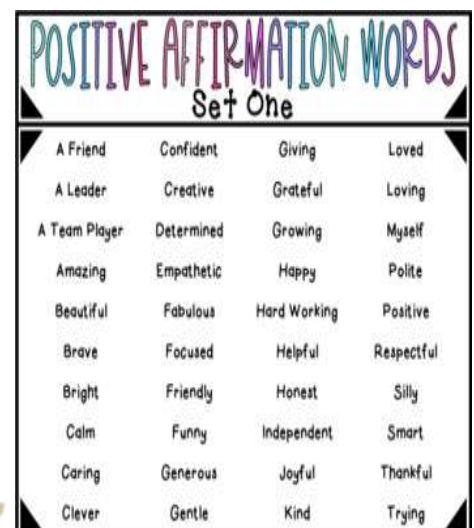 POSITIVE AFFIRMATION WORDS
Set One
A Friend Confident Giving Loved
A Leader Creative Grateful Loving
A Team Player Determined Growing Myself
Amazing Empathetic Happy Polite
Beautiful Fabulous Hard Working Positive
Brave Focused Helpful Respectful
Bright Friendly Honest Silly
Calm Funny Independent Smart
Caring Generous Joyful Thankful
Clever Gentle Kind Trying